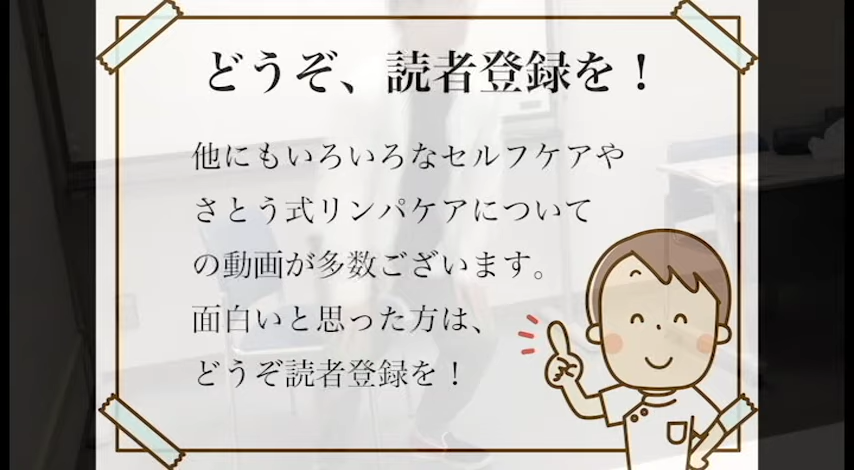 どうぞ、読者登録を！
他にもいろいろなセルフケアや
さとう式リンパケアについて
の動画が多数ございます。
面白いと思った方は、
どうぞ読者登録を！